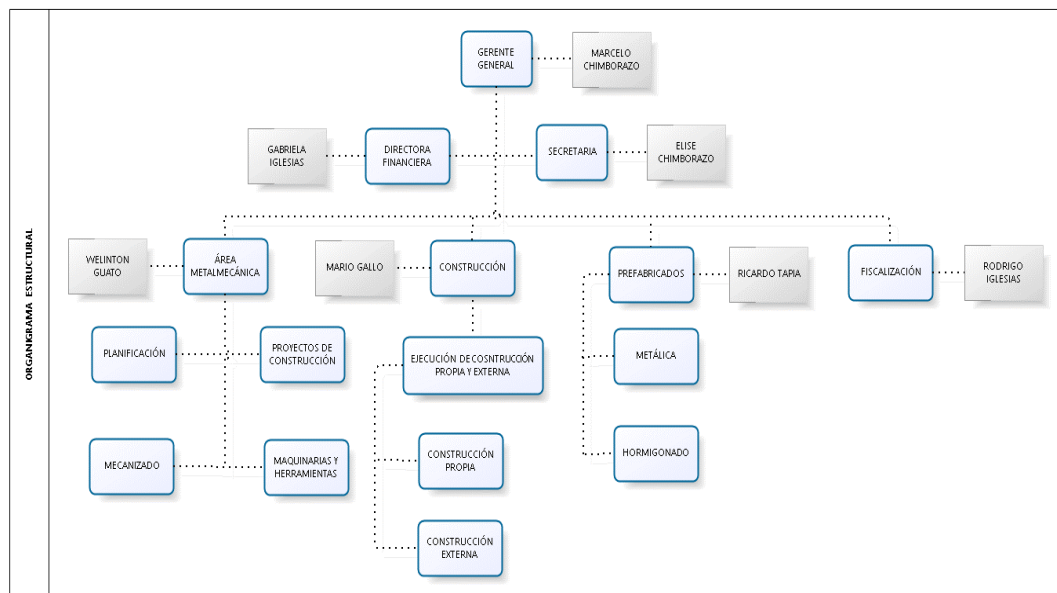 ORGANIGRAMA ESTRUCTURAL
GERENTE
GENERAL
MARCELO
CHIMBORAZO
GABRIELA
IGLESIAS
DIRECTORA
FINANCIERA
SECRETARIA
ELISE
CHIMBORAZO
WELINTON
GUATO
ÁREA
METALMECÁNICA
MARIO GALLO
CONSTRUCCIÓN
PREFABRICADOS
RICARDO TAPIA
FISCALIZACIÓN
RODRIGO
IGLESIAS
PLANIFICACIÓN
PROYECTOS DE
CONSTRUCCIÓN
EJECUCIÓN DE COSNTRUCCIÓN
PROPIA Y EXTERNA
METÁLICA
MECANIZADO
MAQUINARIAS Y
HERRAMIENTAS
CONSTRUCCIÓN
PROPIA
HORMIGONADO
CONSTRUCCIÓN
EXTERNA